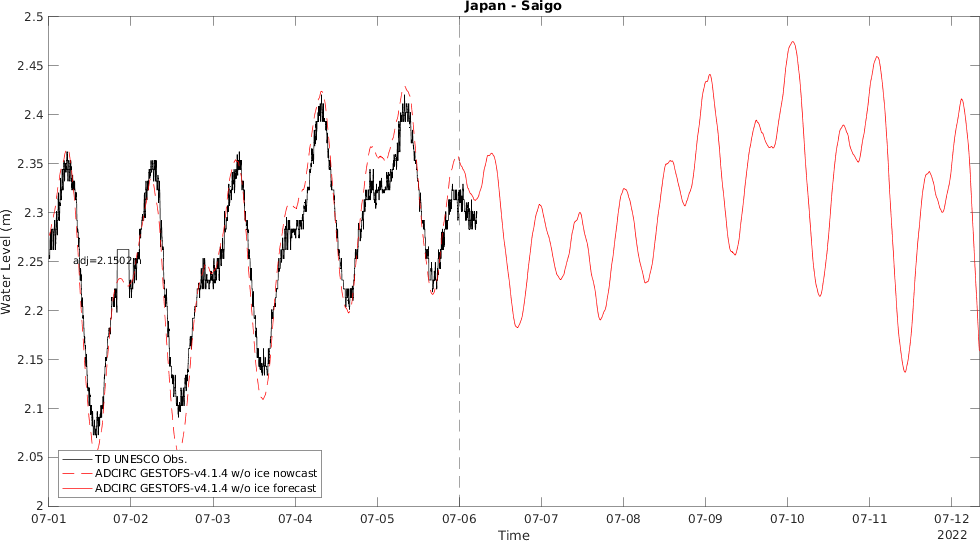 Japan - Saigo
2.5
2.45
2.4
2.35
2.3
2.25
2.2
2.15
2.1
2.05
2
Water Level (m)
adj=2.1502
TD UNESCO Obs.
ADCIRC GESTOFS-v4.1.4 w/o ice nowcast
ADCIRC GESTOFS-v4.1.4 w/o ice forecast
07-01 07-02 07-03 07-04 07-05 07-06 07-07 07-08 07-09 07-10 07-11 07-12
Time
2022